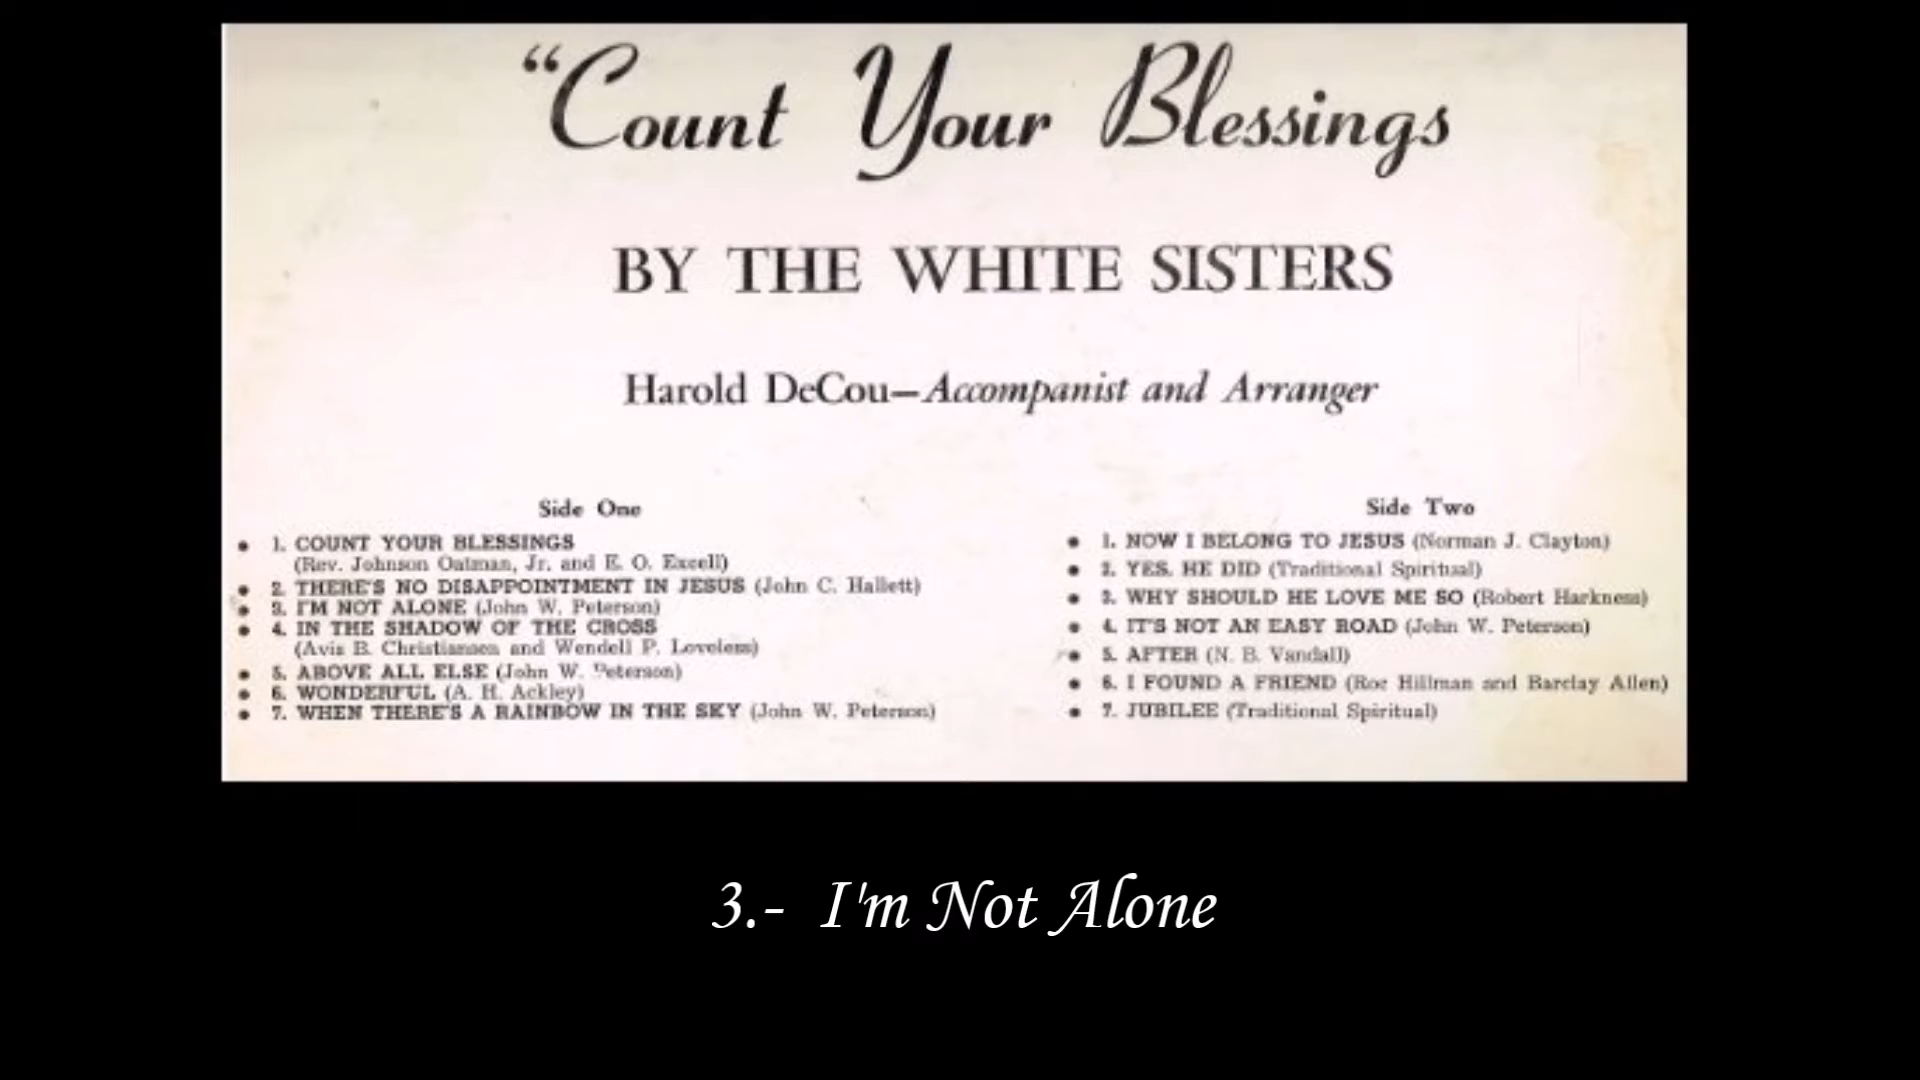 “Count Your Blessings
BY THE WHITE SISTERS
Harold DeCou—Accompanist and Arranger
Side One
• 1. COUNT YOUR BLESSINGS
(Rev. Johnson Oatman, Jr. and E. O. Excell)
• 2. THERE'S NO DISAPPOINTMENT IN JESUS (John C. Hallett)
• 3. I'M NOT ALONE (John W. Peterson)
• 4. IN THE SHADOW OF THE CROSS
(Avis B. Christiansen and Wendell P. Loveless)
• 5. ABOVE ALL ELSE (John W. Peterson)
• 6. WONDERFUL (A. H. Ackley)
• 7. WHEN THERE'S A RAINBOW IN THE SKY (John W. Peterson)
Side Two
• 1. NOW I BELONG TO JESUS (Norman J. Clayton)
• 2. YES, HE DID (Traditional Spiritual)
• 3. WHY SHOULD HE LOVE ME SO (Robert Harkness)
• 4. IT'S NOT AN EASY ROAD (John W. Peterson)
• 5. AFTER (N. B. Vandall)
• 6. I FOUND A FRIEND (Roc Hillman and Barclay Allen)
• 7. JUBILEE (Traditional Spiritual)
3.- I'm Not Alone